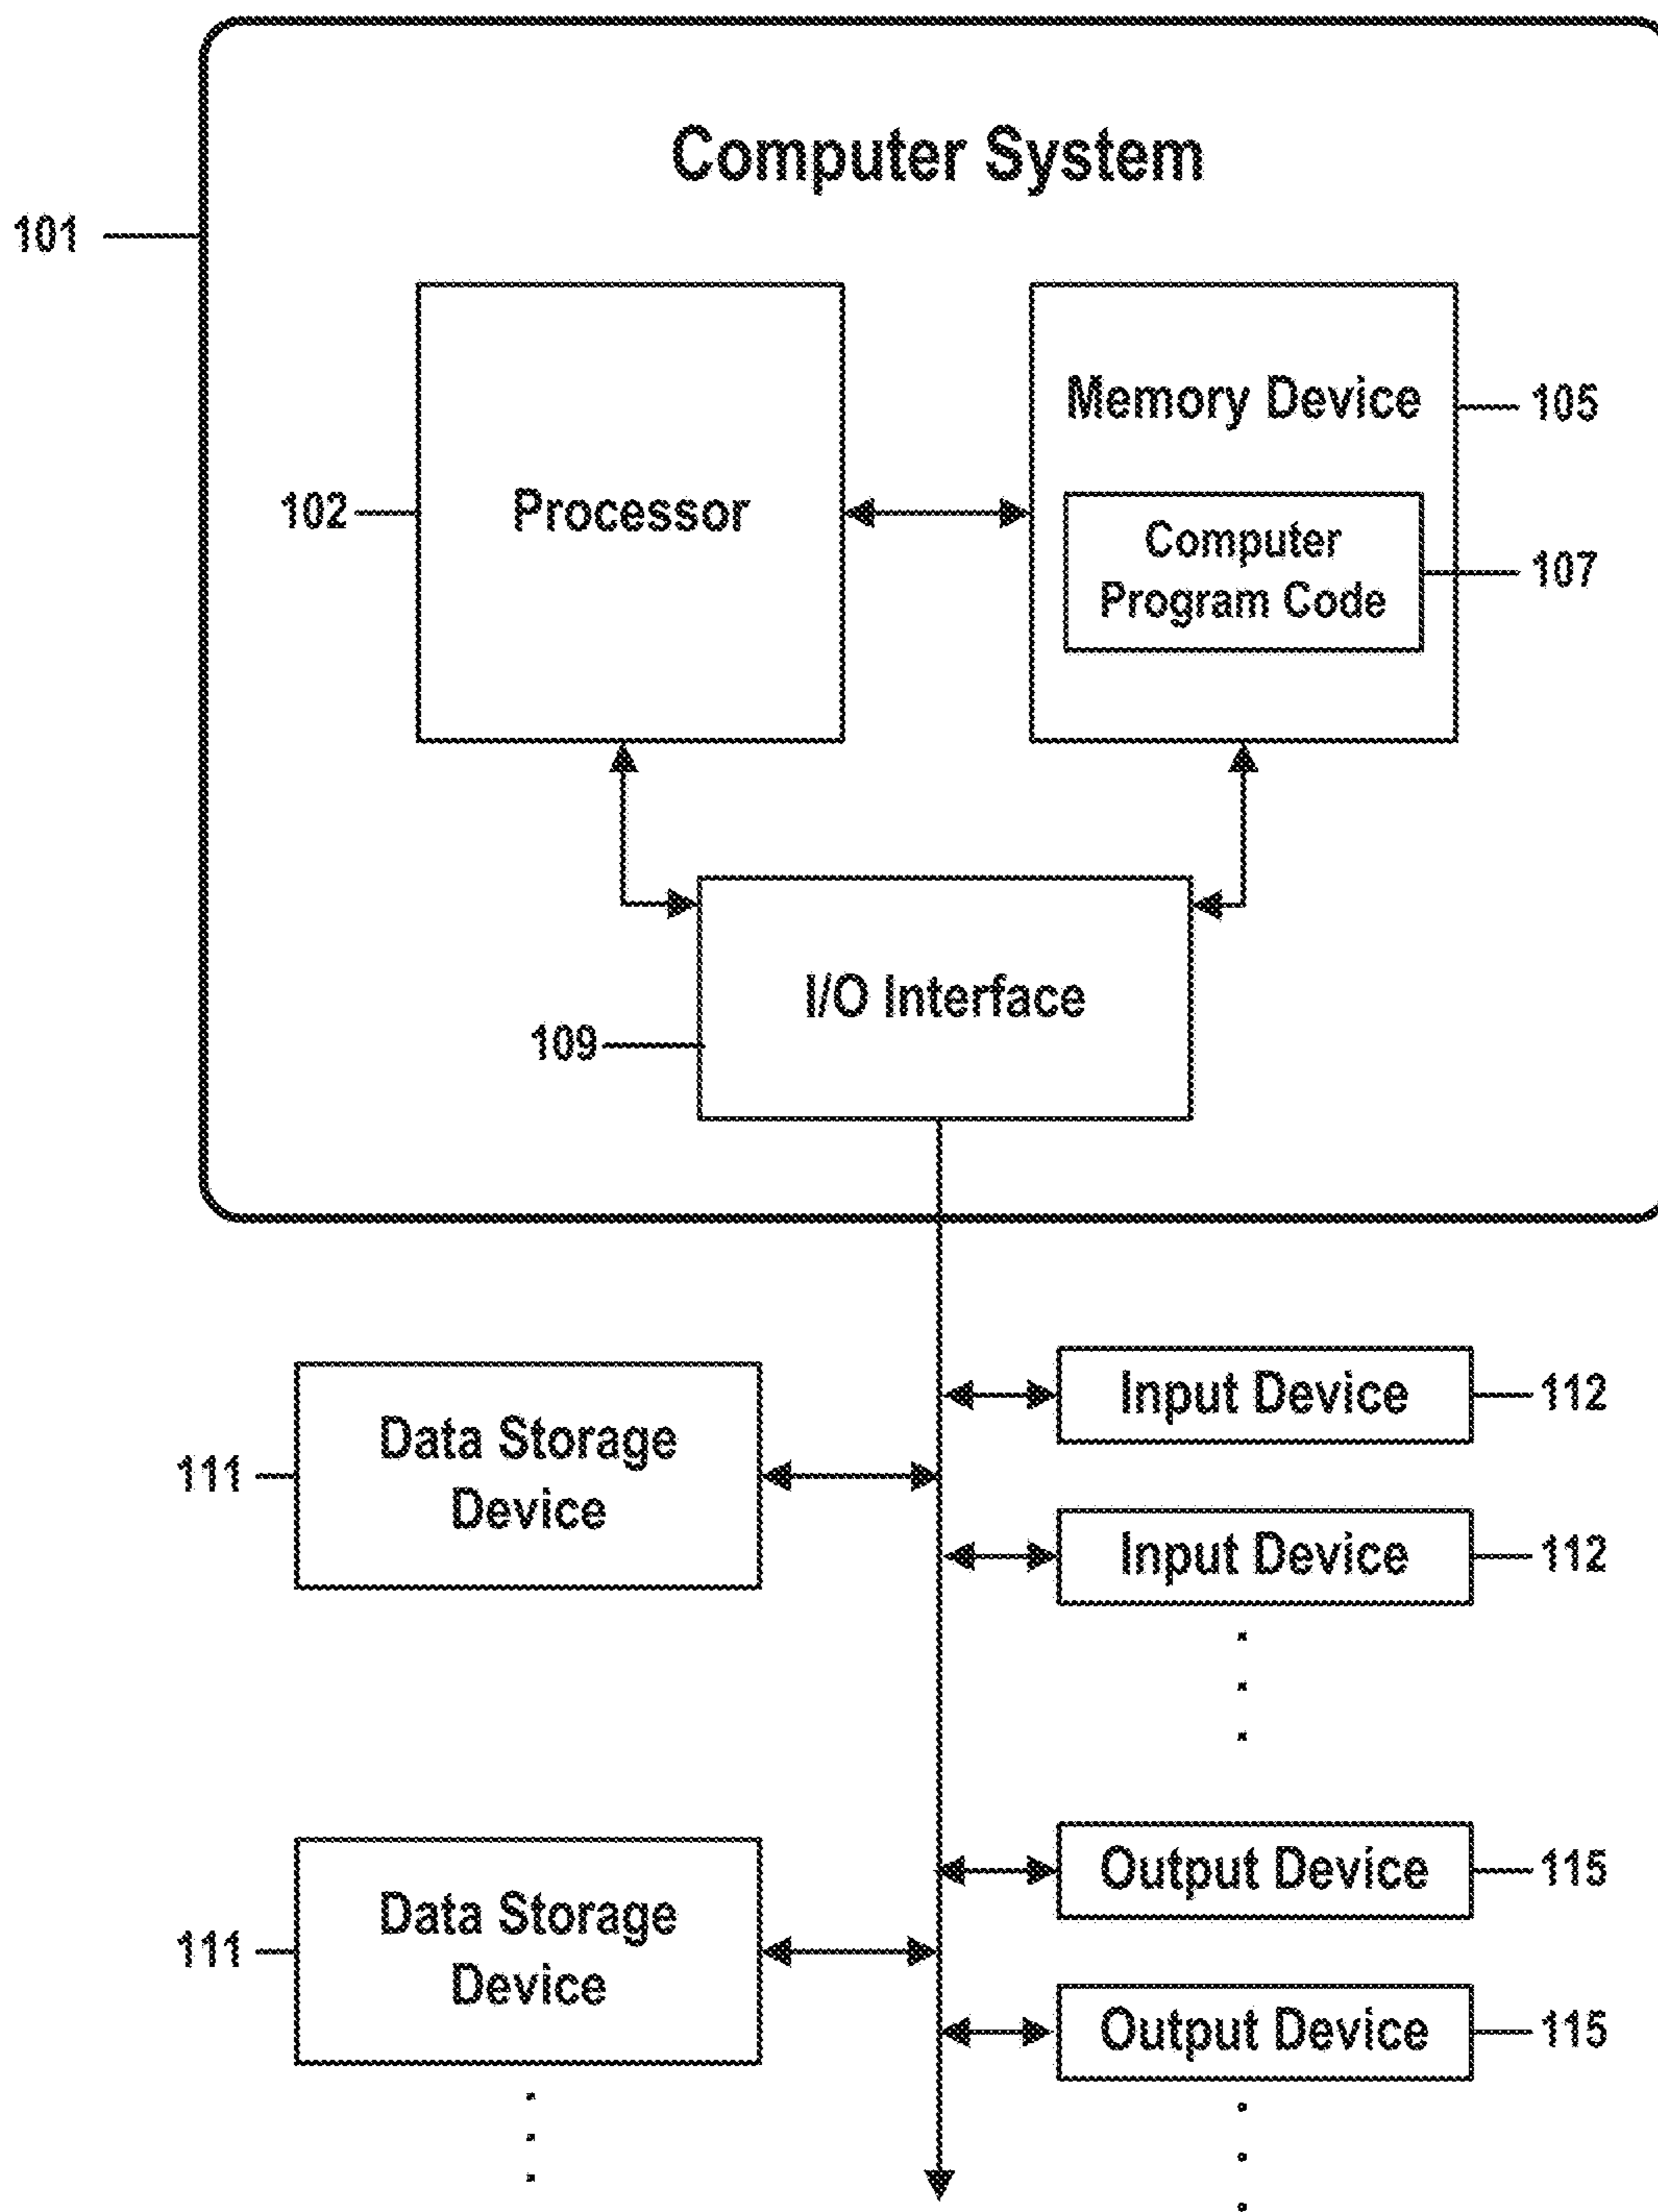 Computer System
101
Memory Device
105
102
Processor
Computer
Program Code
107
I/O Interface
109
Input Device
112
Data Storage
Device
111
Input Device
112
Output Device
115
Data Storage
Device
111
Output Device
115